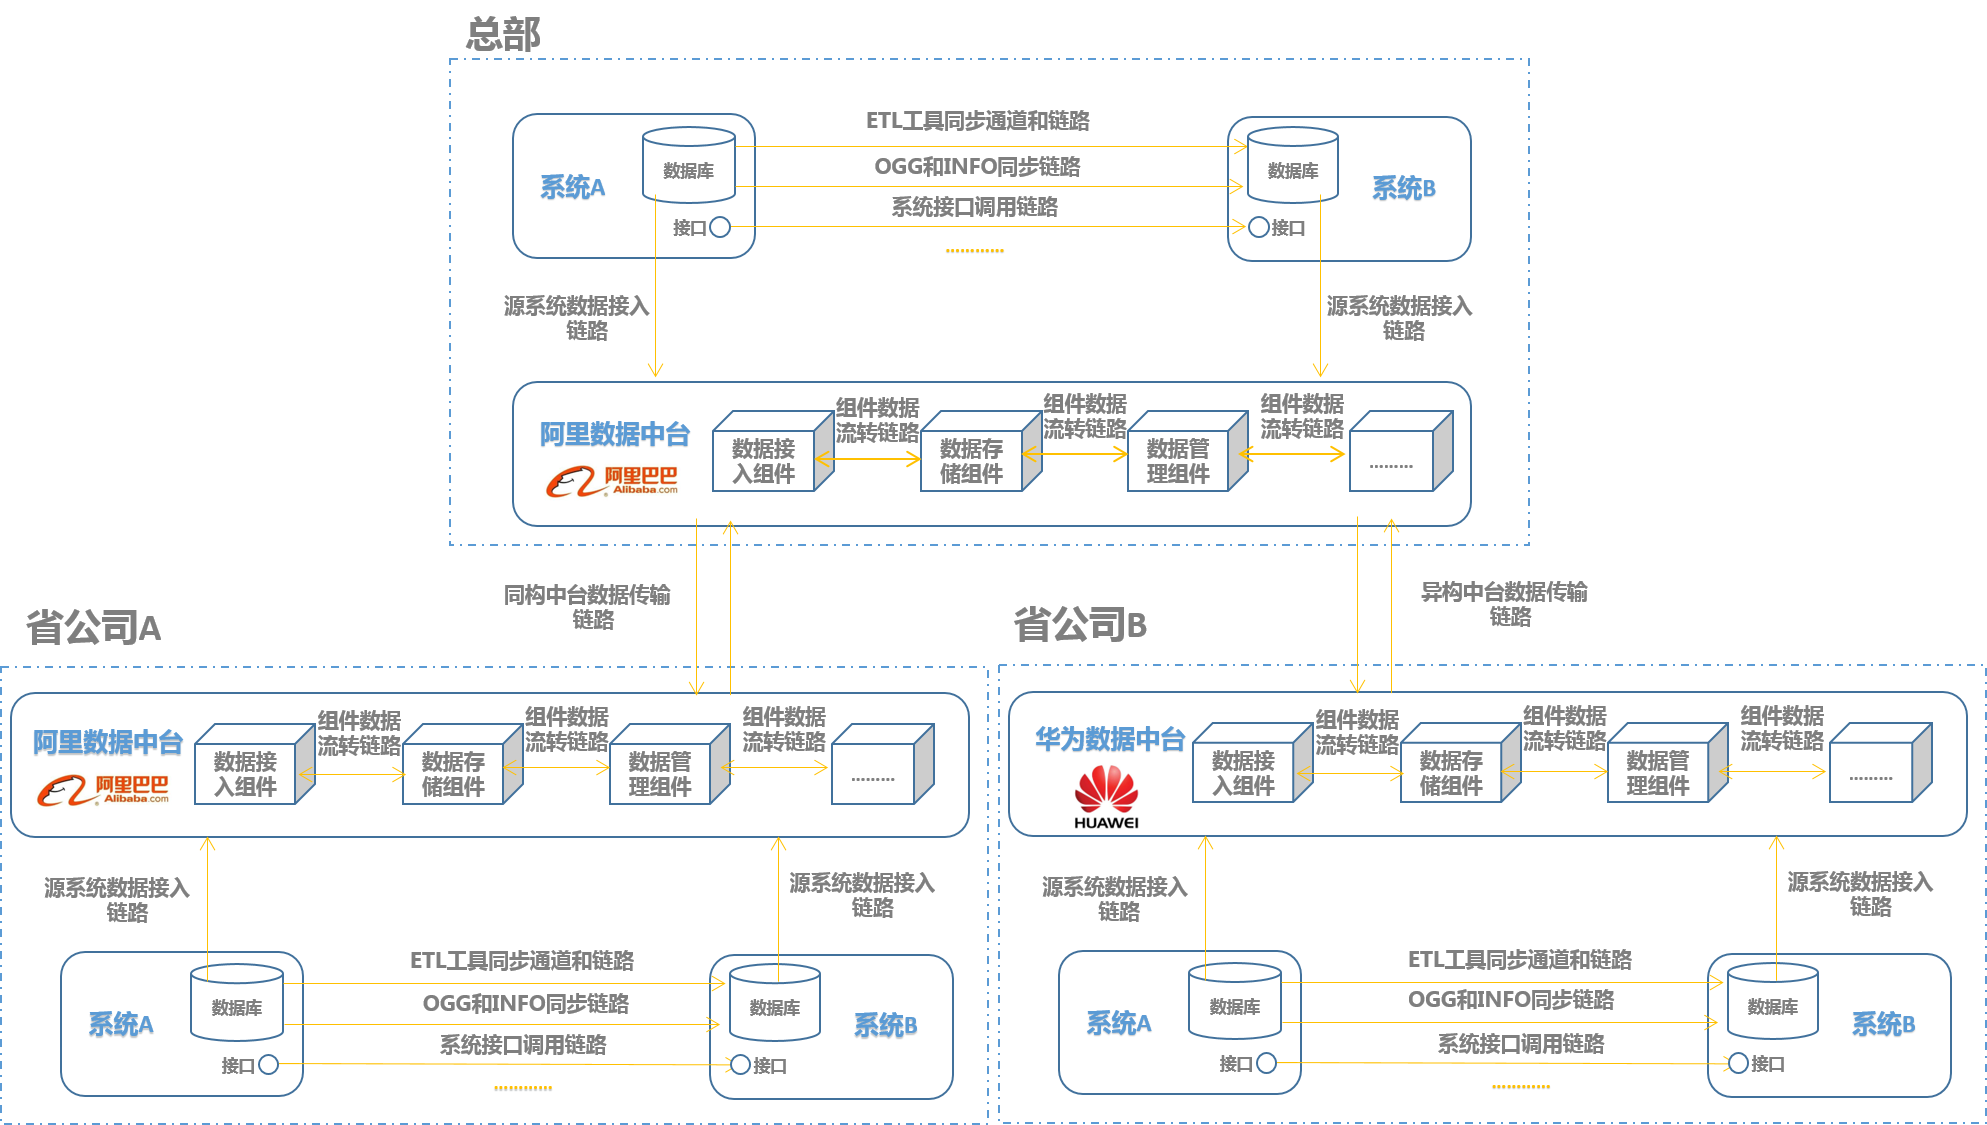 总部
ETL工具同步通道和链路
OGG和INFO同步链路
系统接口调用链路
…………
系统A
数据库
接口
数据库
系统B
接口
源系统数据接入
链路
源系统数据接入
链路
阿里数据中台
阿里巴巴
Alibaba.com
数据接
入组件
组件数据
流转链路
数据存
储组件
组件数据
流转链路
数据管
理组件
组件数据
流转链路
………
同构中台数据传输
链路
异构中台数据传输
链路
省公司A
阿里数据中台
阿里巴巴
Alibaba.com
数据接
入组件
组件数据
流转链路
数据存
储组件
组件数据
流转链路
数据管
理组件
组件数据
流转链路
………
源系统数据接入
链路
源系统数据接入
链路
系统A
数据库
接口
ETL工具同步通道和链路
OGG和INFO同步链路
系统接口调用链路
…………
数据库
系统B
接口
省公司B
华为数据中台
HUAWEI
数据接
入组件
组件数据
流转链路
数据存
储组件
组件数据
流转链路
数据管
理组件
组件数据
流转链路
………
源系统数据接入
链路
源系统数据接入
链路
系统A
数据库
接口
ETL工具同步通道和链路
OGG和INFO同步链路
系统接口调用链路
…………
数据库
系统B
接口